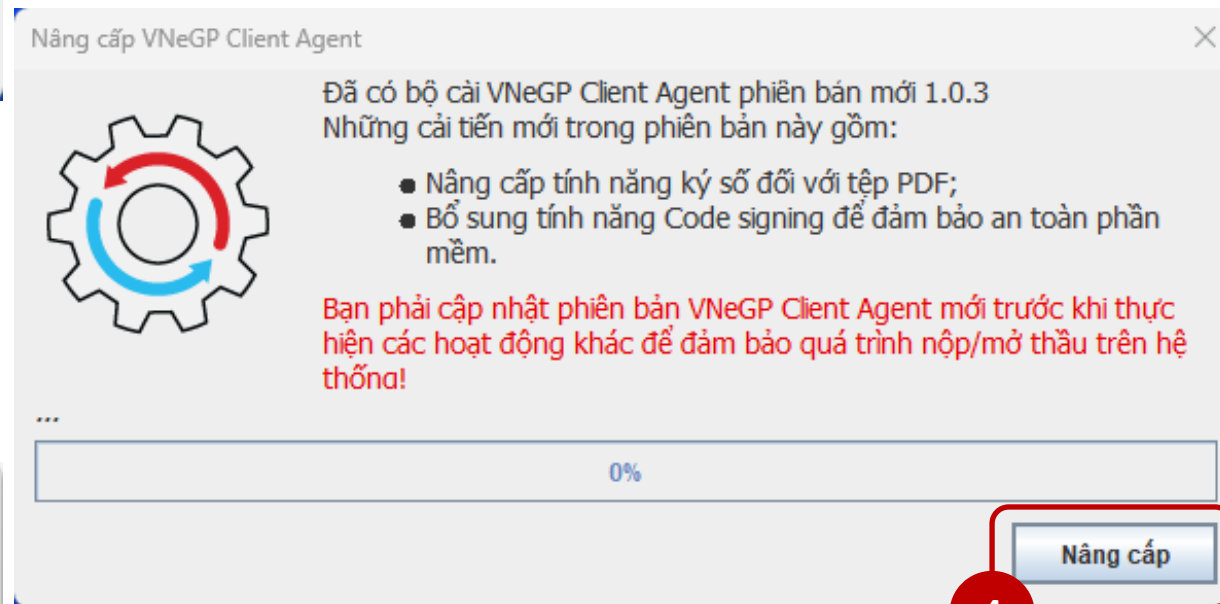 Nâng cấp VNeGP Client Agent
Đã có bộ cài VNeGP Client Agent phiên bản mới 1.0.3
Những cải tiến mới trong phiên bản này gồm:
● Nâng cấp tính năng ký số đối với tệp PDF;
● Bổ sung tính năng Code signing để đảm bảo an toàn phần
mềm.
Bạn phải cập nhật phiên bản VNeGP Client Agent mới trước khi thực
hiện các hoạt động khác để đảm bảo quá trình nộp/mở thầu trên hệ
thống!
...
0%
Nâng cấp